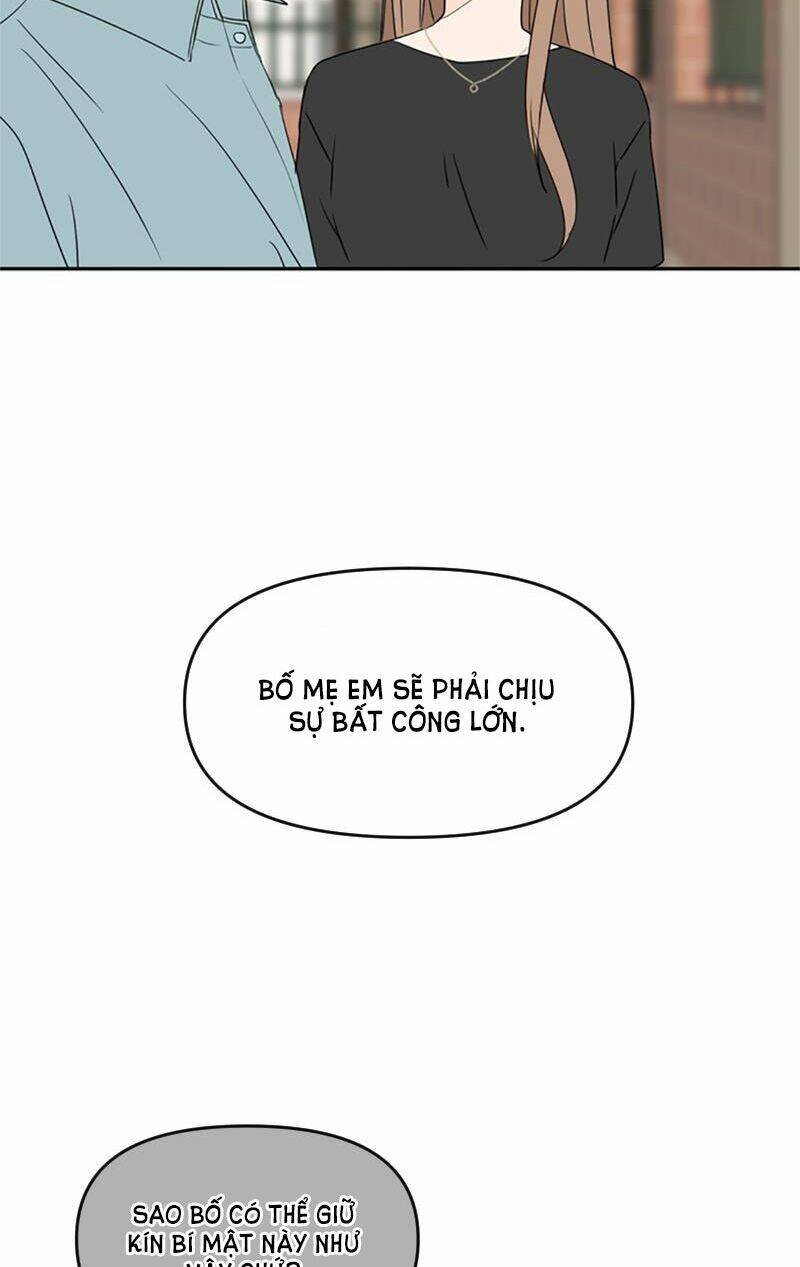 BỐ MẸ EM SẼ PHẢI CHỊU
SỰ BẤT CÔNG LỚN.
SAO BỐ CÓ THỂ GIỮ
KÍN BÍ MẬT NÀY NHƯ